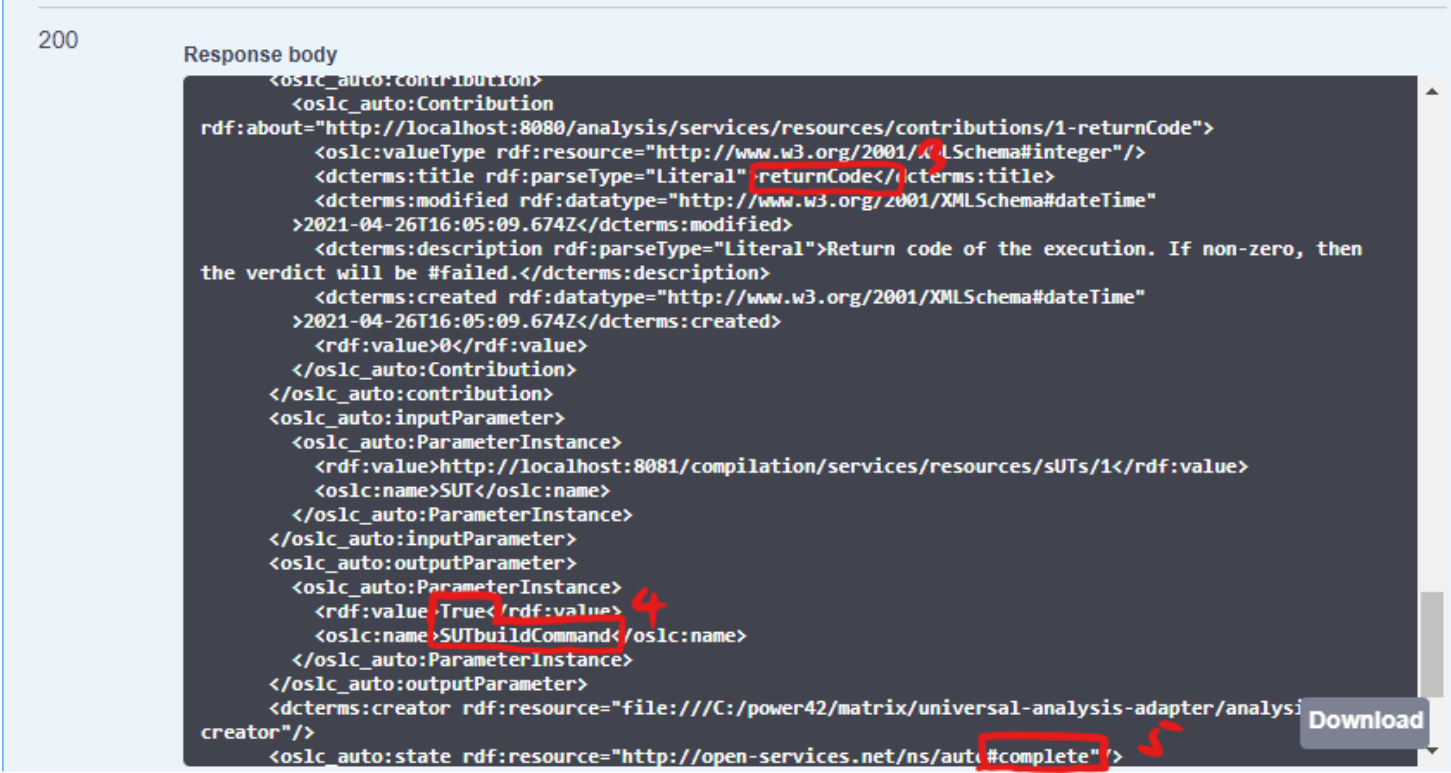 200
Response body
<oslc_auto:contribution>
<oslc_auto:Contribution
rdf:about="http://localhost:8080/analysis/services/resources/contributions/1-returnCode">
<oslc:valueType rdf:resource="http://www.w3.org/2001/XMLSchema#integer"/>
3
<dcterms:title rdf:parseType="Literal">returnCode</dcterms:title>
<dcterms:modified rdf:datatype="http://www.w3.org/2001/XMLSchema#dateTime"
>2021-04-26T16:05:09.674Z</dcterms:modified>
<dcterms:description rdf:parseType="Literal">Return code of the execution. If non-zero, then
the verdict will be #failed.</dcterms:description>
<dcterms:created rdf:datatype="http://www.w3.org/2001/XMLSchema#dateTime"
>2021-04-26T16:05:09.674Z</dcterms:created>
<rdf:value>0</rdf:value>
</oslc_auto:Contribution>
</oslc_auto:contribution>
<oslc_auto:inputParameter>
<oslc_auto:ParameterInstance>
<rdf:value>http://localhost:8081/compilation/services/resources/sUTs/1</rdf:value>
<oslc:name>SUT</oslc:name>
</oslc_auto:ParameterInstance>
</oslc_auto:inputParameter>
<oslc_auto:outputParameter>
<oslc_auto:ParameterInstance>
<rdf:value>True</rdf:value>
4
<oslc:name>SUTbuildCommand</oslc:name>
</oslc_auto:ParameterInstance>
</oslc_auto:outputParameter>
<dcterms:creator rdf:resource="file:///C:/power42/matrix/universal-analysis-adapter/analysi
Download
creator"/>
<oslc_auto:state rdf:resource="http://open-services.net/ns/auto#complete"/>
5